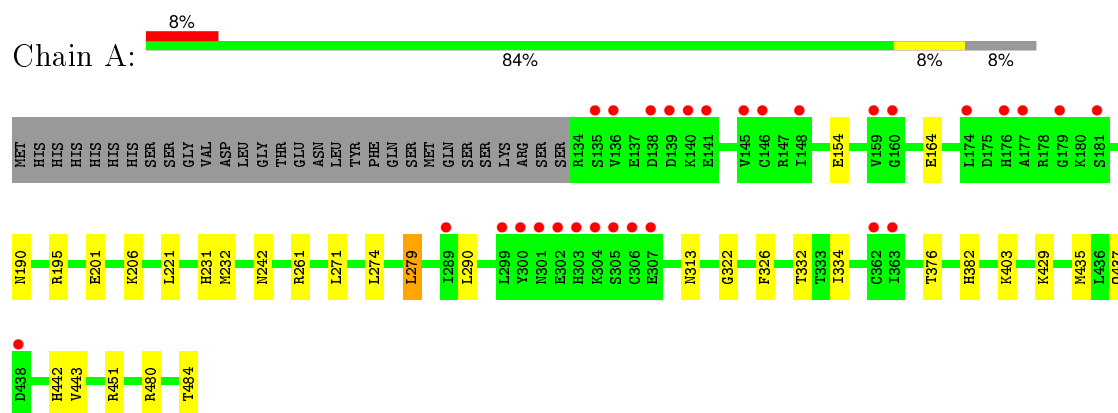 8%
Chain A:
84% 8% 8%
MET HIS HIS HIS HIS HIS HIS SER SER GLY VAL ASP LEU GLY THR GLU ASN LEU TYR PHE GLN SER MET GLN SER SER LYS ARG SER SER R134 S135 V136 E137 D138 D139 K140 E141 V145 C146 R147 I148 E154 V159 G160 E164 L174 D175 H176 A177 R178 G179 K180 S181
N190 R195 E201 K206 L221 H231 M232 N242 R261 L271 L274 L279 I289 L290 L299 Y300 N301 E302 H303 K304 S305 C306 E307 N313 G322 F326 T332 T333 I334 C362 I363 T376 H382 K403 K429 M435 L436 Q437
D438 H442 V443 R451 R480 T484